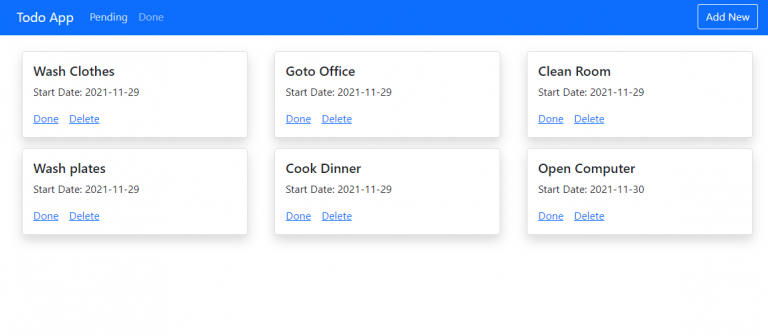 Todo App Pending Done Add New
Wash Clothes
Start Date: 2021-11-29
Done Delete
Goto Office
Start Date: 2021-11-29
Done Delete
Clean Room
Start Date: 2021-11-29
Done Delete
Wash plates
Start Date: 2021-11-29
Done Delete
Cook Dinner
Start Date: 2021-11-29
Done Delete
Open Computer
Start Date: 2021-11-30
Done Delete